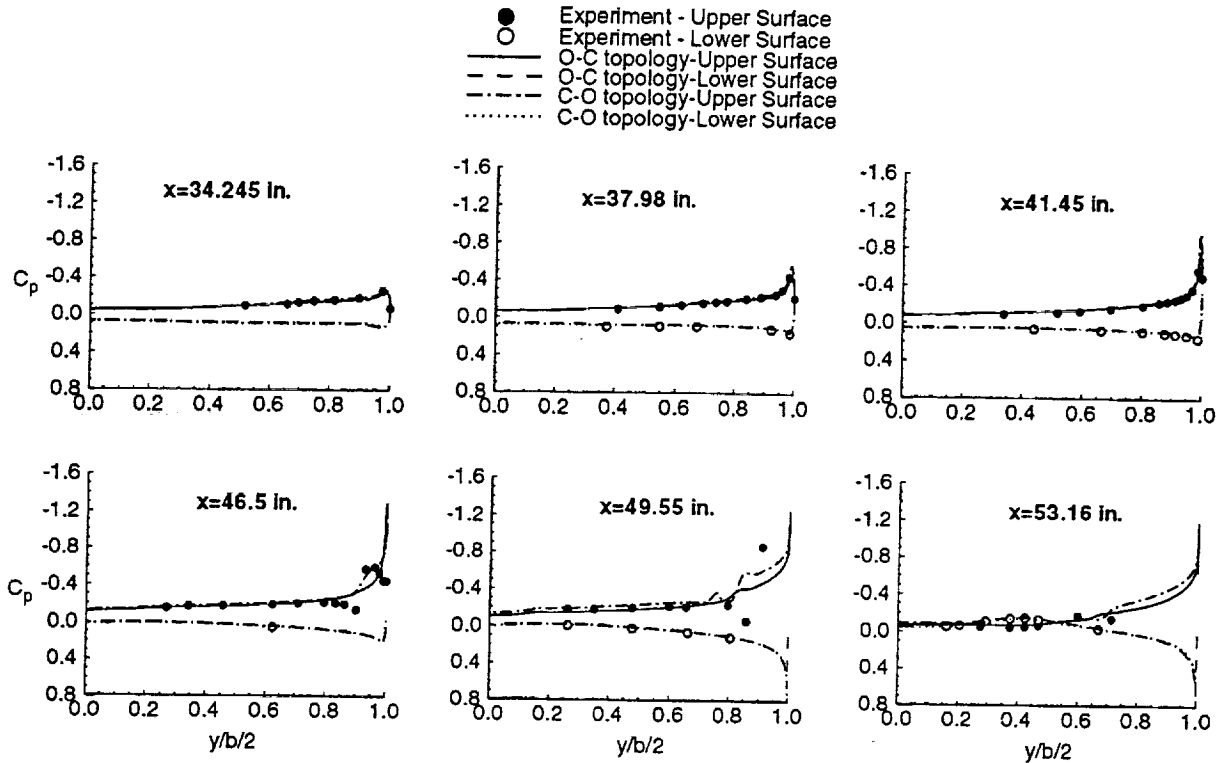 Experiment - Upper Surface
Experiment - Lower Surface
O-C topology-Upper Surface
O-C topology-Lower Surface
C-O topology-Upper Surface
C-O topology-Lower Surface
x=34.245 in.
-1.6
-1.2
-0.8
-0.4
0.0
0.4
0.8
Cp
0.0 0.2 0.4 0.6 0.8 1.0
x=37.98 in.
-1.6
-1.2
-0.8
-0.4
0.0
0.4
0.8
0.0 0.2 0.4 0.6 0.8 1.0
x=41.45 in.
-1.6
-1.2
-0.8
-0.4
0.0
0.4
0.8
0.0 0.2 0.4 0.6 0.8 1.0
x=46.5 in.
-1.6
-1.2
-0.8
-0.4
0.0
0.4
0.8
Cp
0.0 0.2 0.4 0.6 0.8 1.0
y/b/2
x=49.55 in.
-1.6
-1.2
-0.8
-0.4
0.0
0.4
0.8
0.0 0.2 0.4 0.6 0.8 1.0
y/b/2
x=53.16 in.
-1.6
-1.2
-0.8
-0.4
0.0
0.4
0.8
0.0 0.2 0.4 0.6 0.8 1.0
y/b/2